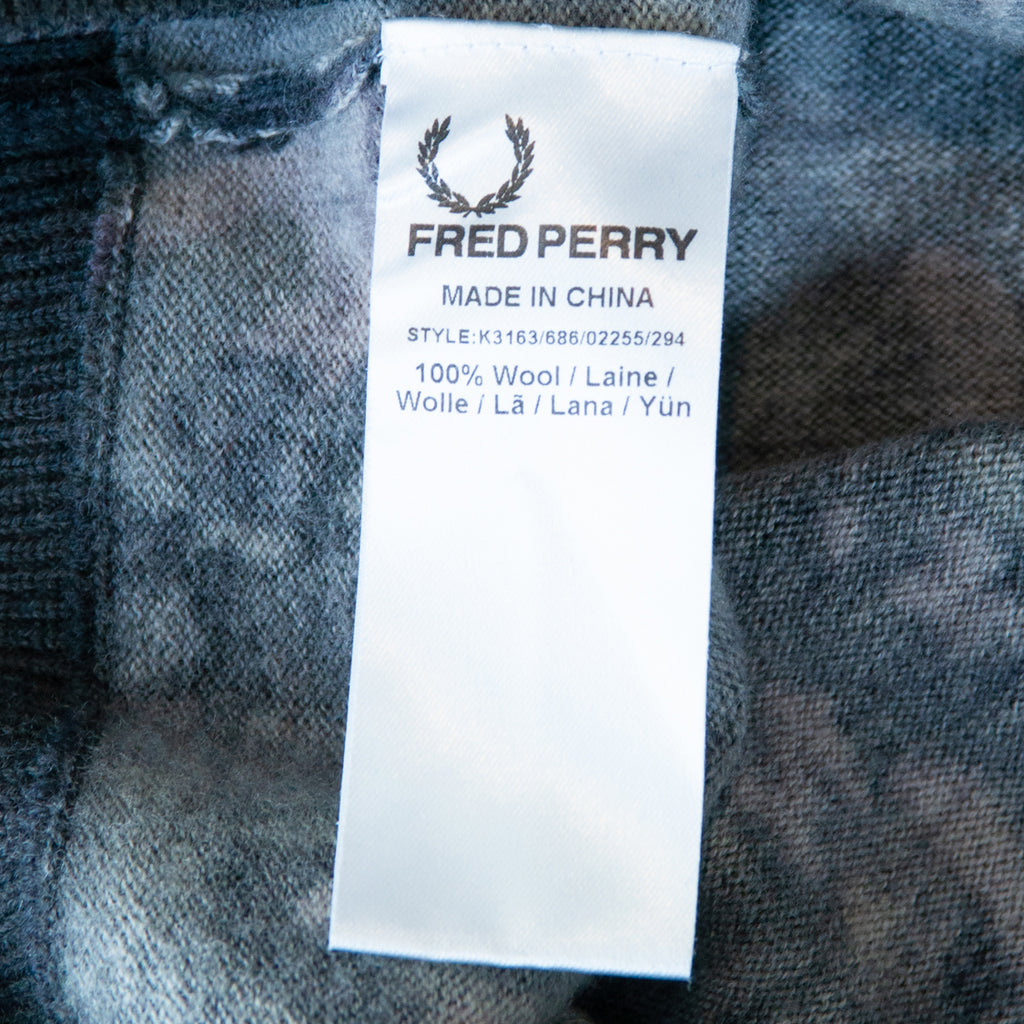 FRED PERRY
MADE IN CHINA
STYLE:K3163/686/02255/294
100% Wool / Laine /
Wolle / Lã / Lana / Yün